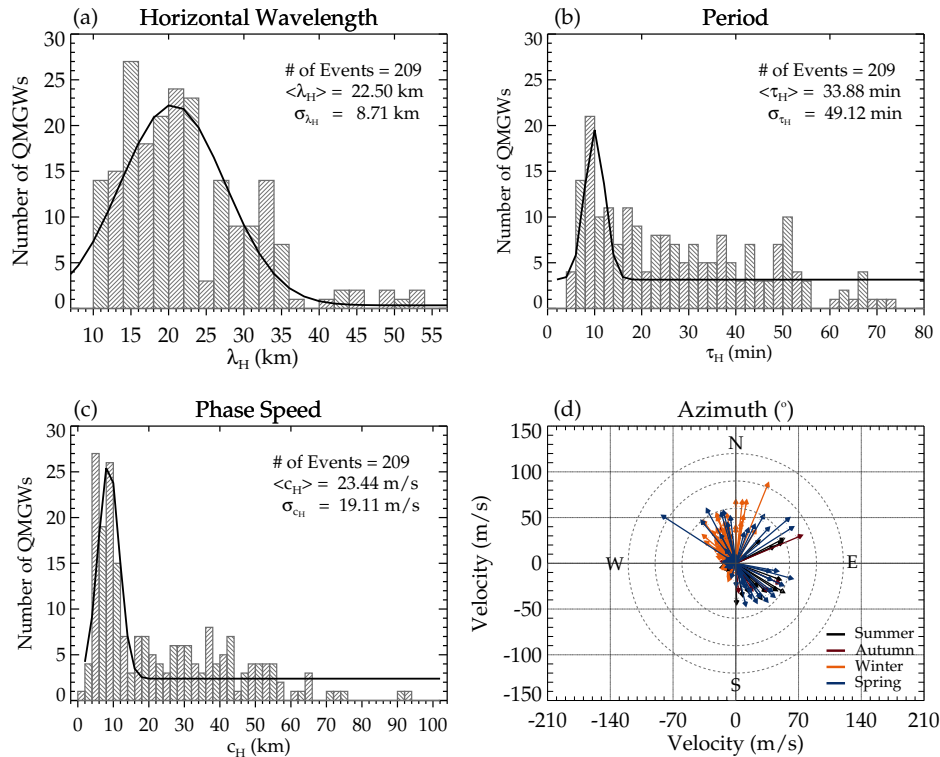 (a) Horizontal Wavelength
# of Events = 209
<λH> = 22.50 km
σλH = 8.71 km
Number of QMGWs
30
25
20
15
10
5
0
10 15 20 25 30 35 40 45 50 55
λH (km)
(b) Period
# of Events = 209
<τH> = 33.88 min
στH = 49.12 min
Number of QMGWs
30
25
20
15
10
5
0
0 10 20 30 40 50 60 70 80
τH (min)
(c) Phase Speed
# of Events = 209
<cH> = 23.44 m/s
σcH = 19.11 m/s
Number of QMGWs
30
25
20
15
10
5
0
0 10 20 30 40 50 60 70 80 90 100
cH (km)
(d) Azimuth (°)
Velocity (m/s)
150
100
50
0
-50
-100
-150
N
W
E
S
Summer
Autumn
Winter
Spring
-210 -140 -70 0 70 140 210
Velocity (m/s)